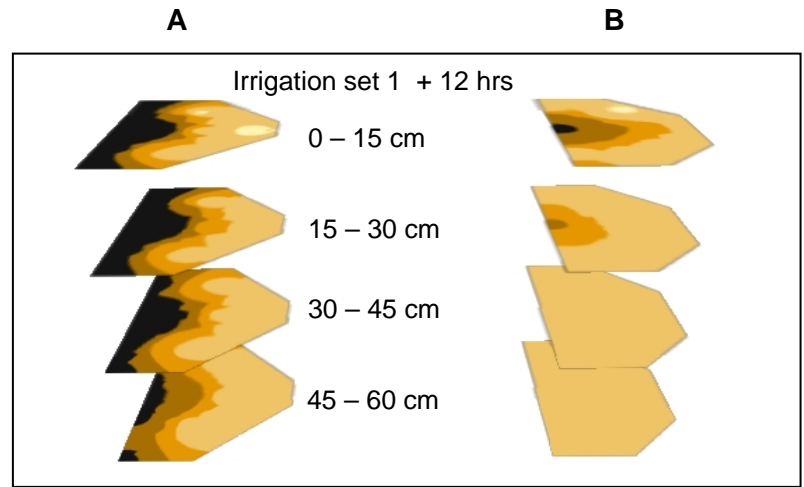 A
B
Irrigation set 1 + 12 hrs
0 – 15 cm
15 – 30 cm
30 – 45 cm
45 – 60 cm